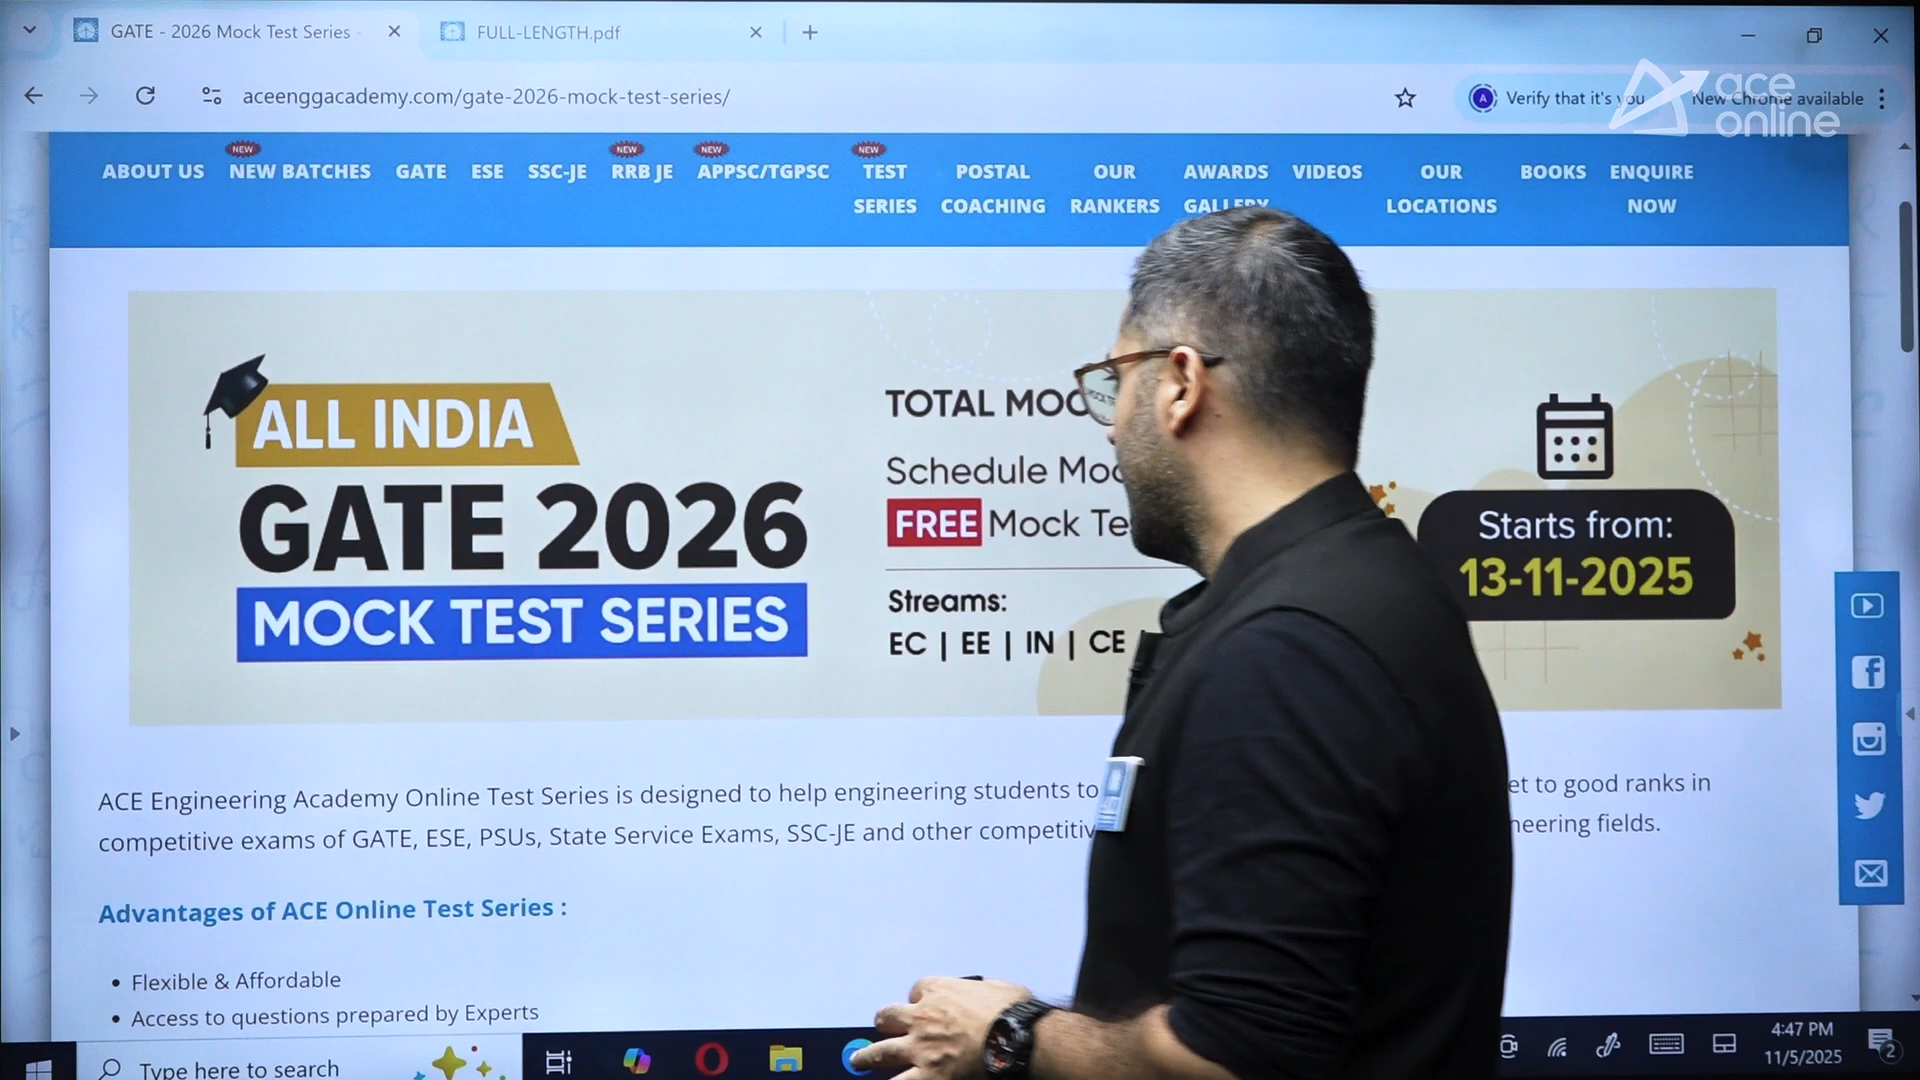 GATE - 2026 Mock Test Series -
FULL-LENGTH.pdf
aceenggacademy.com/gate-2026-mock-test-series/
Verify that it's you
New Chrome available
ace
online
NEW
NEW
NEW
NEW
ABOUT US
NEW BATCHES
GATE
ESE
SSC-JE
RRB JE
APPSC/TGPSC
TEST
SERIES
POSTAL
COACHING
OUR
RANKERS
AWARDS
GALLERY
VIDEOS
OUR
LOCATIONS
BOOKS
ENQUIRE
NOW
ALL INDIA
GATE 2026
MOCK TEST SERIES
TOTAL MOC
Schedule Moc
FREE Mock Te
Streams:
EC | EE | IN | CE
Starts from:
13-11-2025
ACE Engineering Academy Online Test Series is designed to help engineering students to et to good ranks in
competitive exams of GATE, ESE, PSUs, State Service Exams, SSC-JE and other competitiv neering fields.
Advantages of ACE Online Test Series :
• Flexible & Affordable
• Access to questions prepared by Experts
Type here to search
4:47 PM
11/5/2025
2